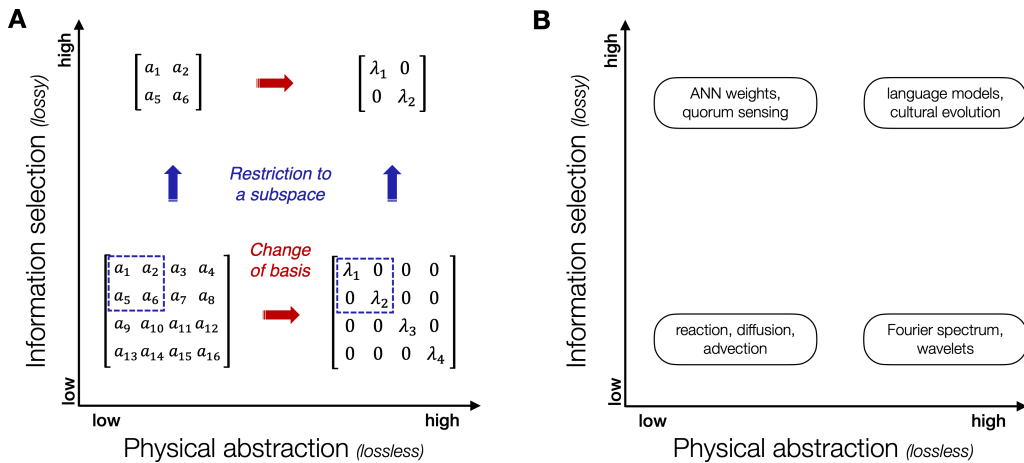 A
high
Information selection (lossy)
low
a₁ a₂
a₅ a₆
λ₁ 0
0 λ₂
Restriction to
a subspace
Change
of basis
a₁ a₂ a₃ a₄
a₅ a₆ a₇ a₈
a₉ a₁₀ a₁₁ a₁₂
a₁₃ a₁₄ a₁₅ a₁₆
λ₁ 0 0 0
0 λ₂ 0 0
0 0 λ₃ 0
0 0 0 λ₄
low
high
Physical abstraction (lossless)
B
high
Information selection (lossy)
low
ANN weights,
quorum sensing
language models,
cultural evolution
reaction, diffusion,
advection
Fourier spectrum,
wavelets
low
high
Physical abstraction (lossless)